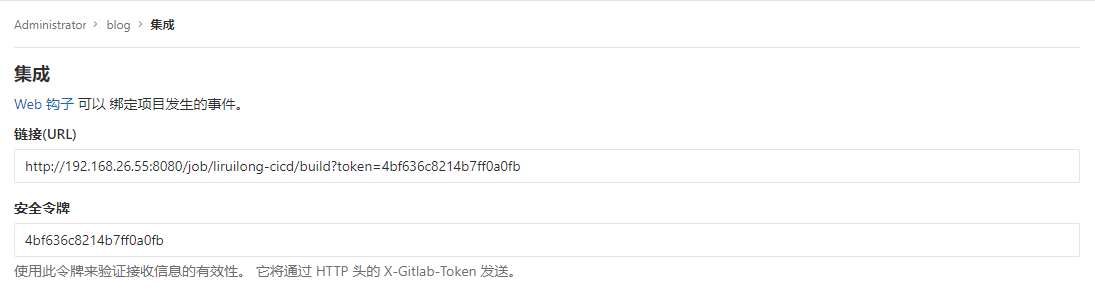 Administrator > blog > 集成
集成
Web 钩子 可以 绑定项目发生的事件。
链接(URL)
http://192.168.26.55:8080/job/liruilong-cicd/build?token=4bf636c8214b7ff0a0fb
安全令牌
4bf636c8214b7ff0a0fb
使用此令牌来验证接收信息的有效性。 它将通过 HTTP 头的 X-Gitlab-Token 发送。